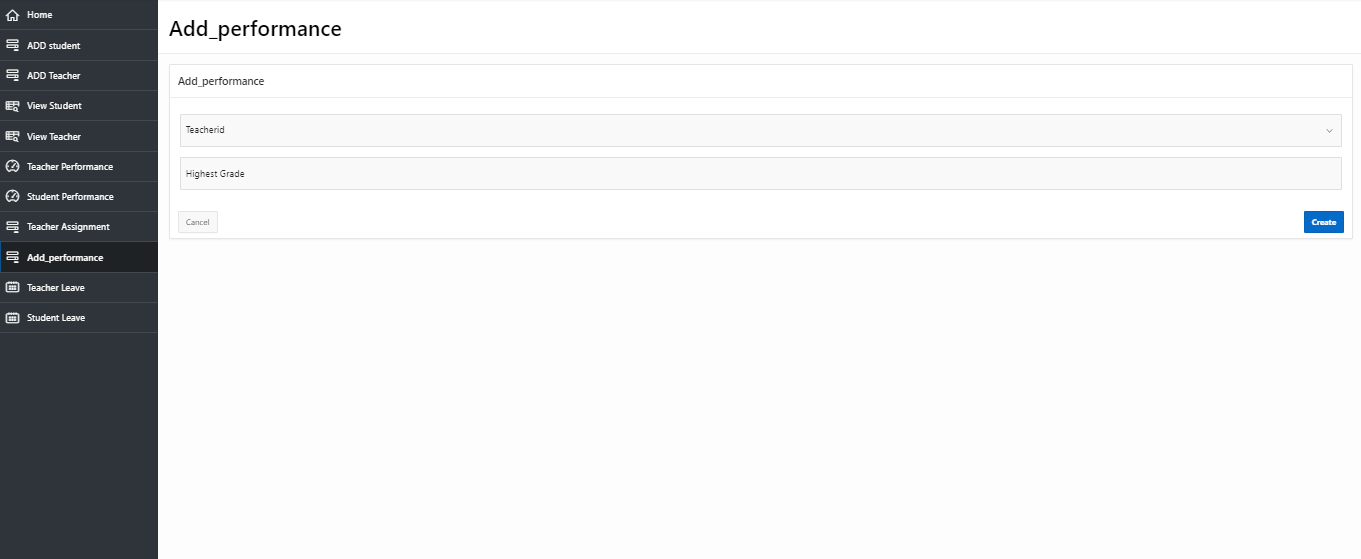 Home
ADD student
ADD Teacher
View Student
View Teacher
Teacher Performance
Student Performance
Teacher Assignment
Add_performance
Teacher Leave
Student Leave
Add_performance
Add_performance
Teacherid
Highest Grade
Cancel
Create